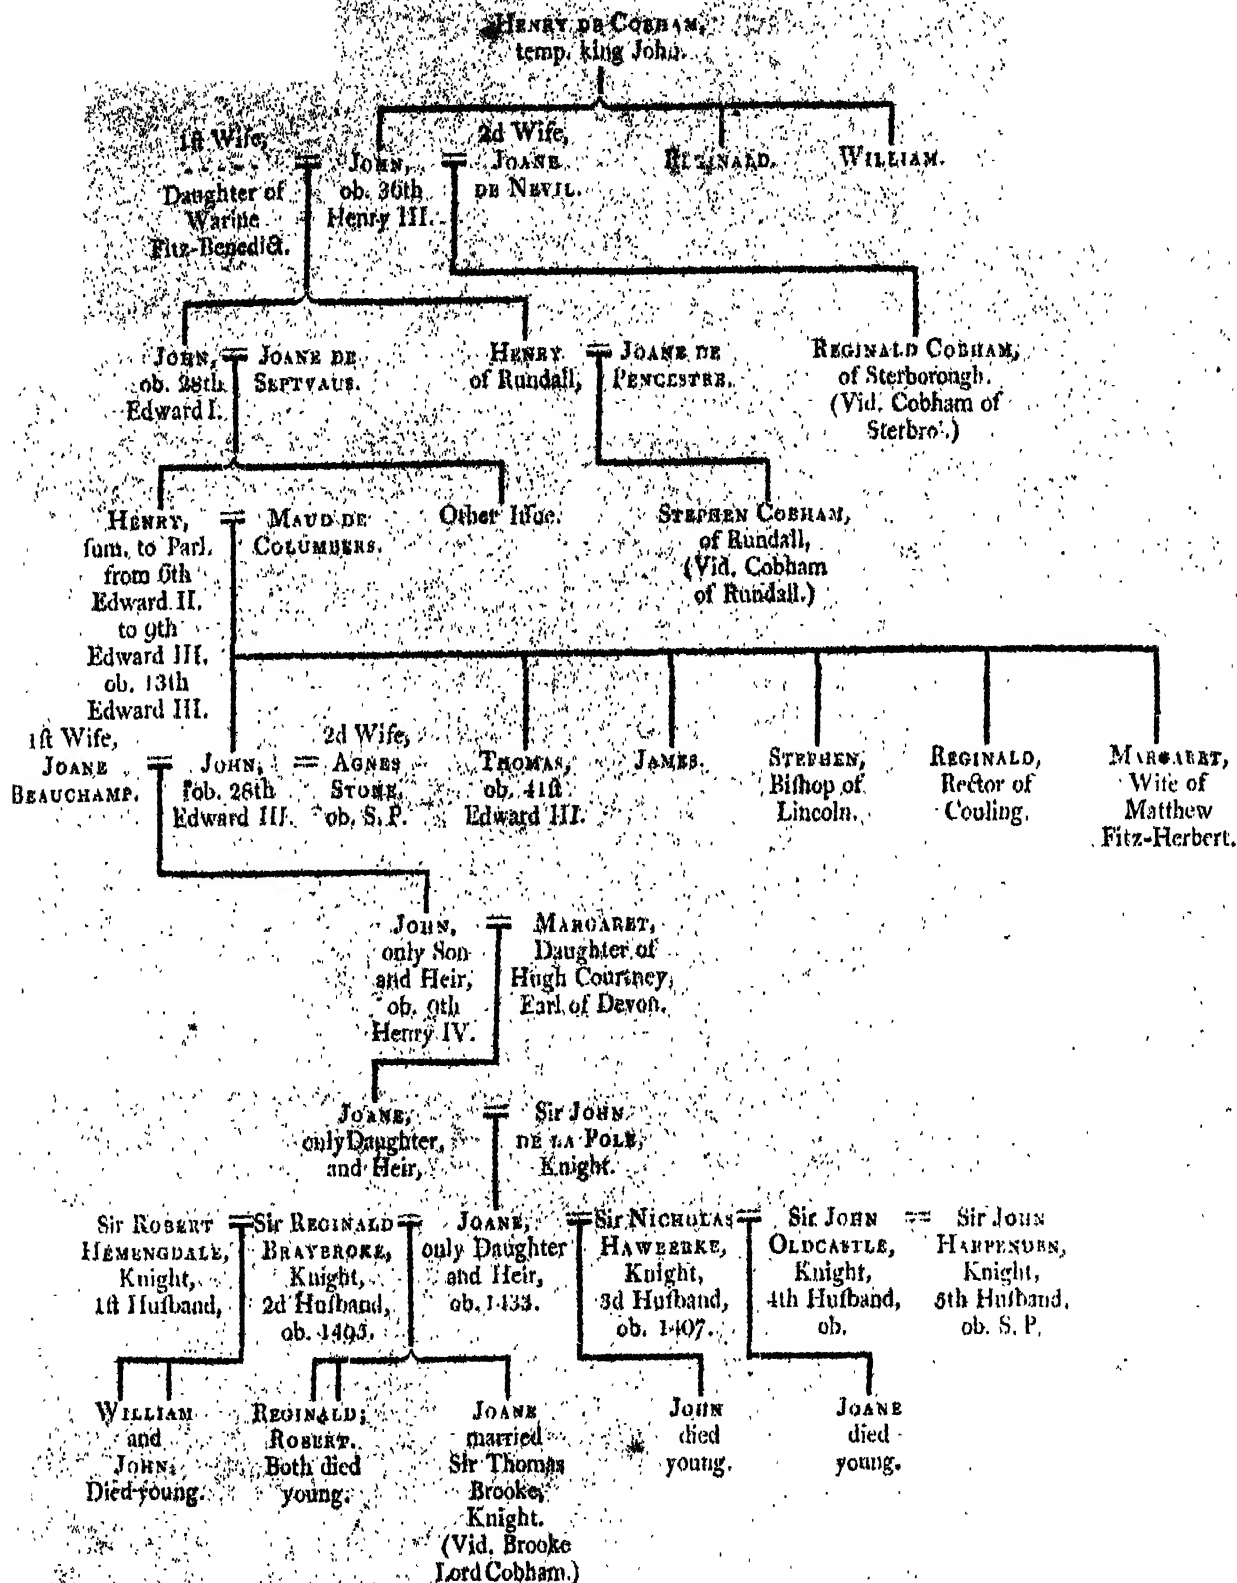 HENRY DE COBHAM,
temp. king John.
1ſt Wife,
- - - - -
Daughter of
Warine
Fitz-Benedict.
JOHN,
ob. 36th
Henry III.
2d Wife,
JOANE
DE NEVIL.
REGINALD.
WILLIAM.
JOHN,
ob. 28th
Edward I.
JOANE DE
SEPTVAUS.
HENRY
of Rundall,
JOANE DE
PENCESTRE.
REGINALD COBHAM,
of Sterborough.
(Vid. Cobham of
Sterbro'.)
HENRY,
ſum. to Parl.
from 6th
Edward II.
to 9th
Edward III.
ob. 13th
Edward III.
MAUD DE
COLUMBERS.
Other Iſſue.
STEPHEN COBHAM,
of Rundall,
(Vid. Cobham
of Rundall.)
1ſt Wife,
JOANE
BEAUCHAMP.
JOHN,
ob. 28th
Edward III.
2d Wife,
AGNES
STONE,
ob. S. P.
THOMAS,
ob. 41ſt
Edward III.
JAMES.
STEPHEN,
Biſhop of
Lincoln.
REGINALD,
Rector of
Couling.
MARGARET,
Wife of
Matthew
Fitz-Herbert.
JOHN,
only Son
and Heir,
ob. 9th
Henry IV.
MARGARET,
Daughter of
Hugh Courtney,
Earl of Devon.
JOANE,
only Daughter,
and Heir,
Sir JOHN
DE LA POLE,
Knight.
Sir ROBERT
HEMENGDALE,
Knight,
1ſt Huſband,
Sir REGINALD
BRAYBROKE,
Knight,
2d Huſband,
ob. 1405.
JOANE,
only Daughter
and Heir,
ob. 1433.
Sir NICHOLAS
HAWBERKE,
Knight,
3d Huſband,
ob. 1407.
Sir JOHN
OLDCASTLE,
Knight,
4th Huſband,
ob.
Sir JOHN
HARPENDEN,
Knight,
5th Huſband,
ob. S. P.
WILLIAM
and
JOHN.
Died young.
REGINALD;
ROBERT.
Both died
young.
JOANE
married
Sir Thomas
Brooke,
Knight.
(Vid. Brooke
Lord Cobham.)
JOHN
died
young.
JOANE
died
young.